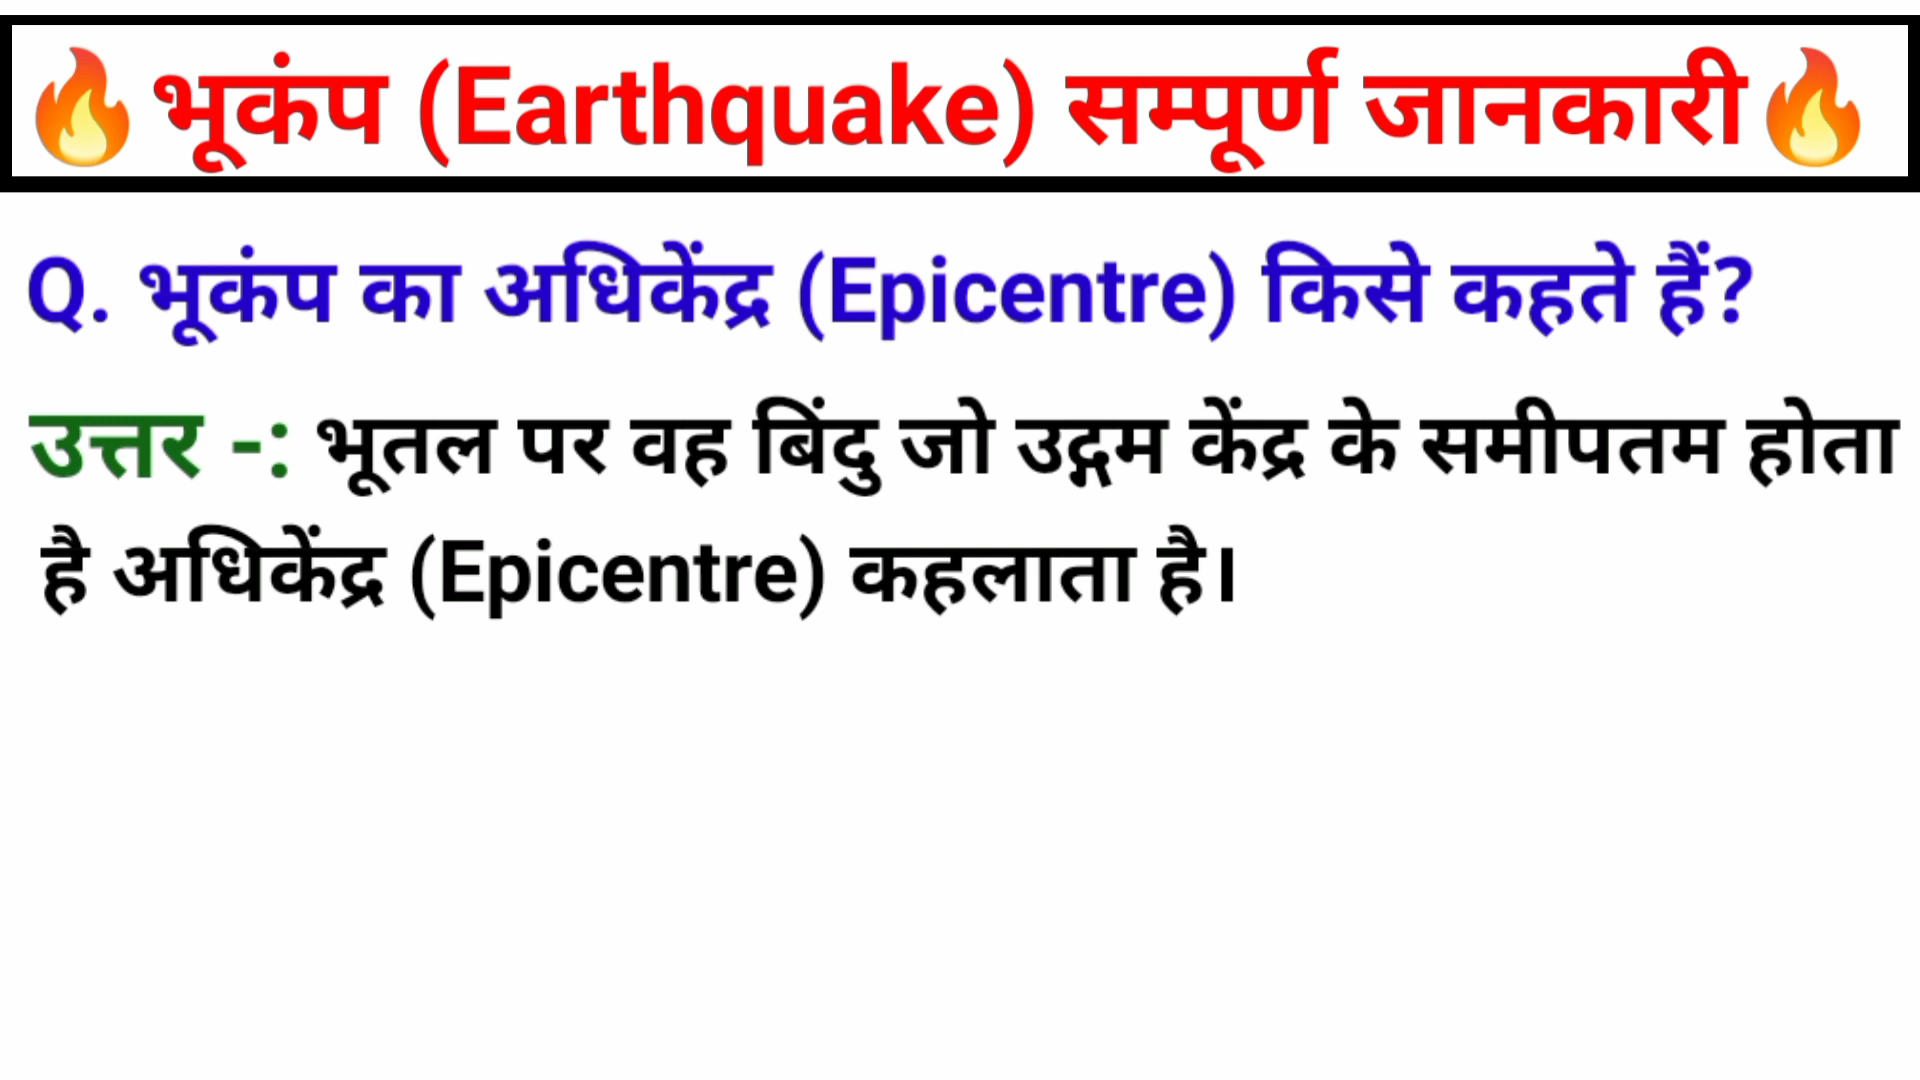 🔥भूकंप (Earthquake) सम्पूर्ण जानकारी🔥
Q. भूकंप का अधिकेंद्र (Epicentre) किसे कहते हैं?
उत्तर -: भूतल पर वह बिंदु जो उद्गम केंद्र के समीपतम होता
है अधिकेंद्र (Epicentre) कहलाता है।